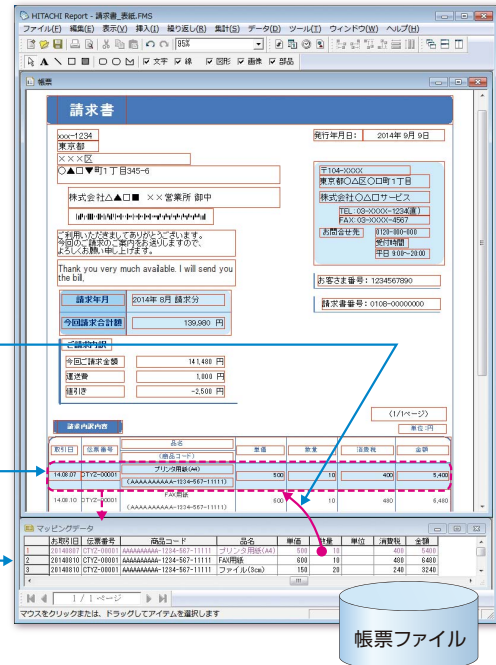 HITACHI Report - 請求書_表紙.FMS
ファイル(F) 編集(E) 表示(V) 挿入(I) 繰り返し(R) 集計(S) データ(D) ツール(T) ウィンドウ(W) ヘルプ(H)
95%
A 文字 線 図形 画像 部品
帳票
請求書
xxx-1234
東京都
×××区
○▲□▼町1丁目345-6
株式会社△▲□■ ××営業所 御中
ご利用いただきましてありがとうございます。
今回のご請求のご案内をお送りしますので、
よろしくお願い申し上げます。
Thank you very much available. I will send you
the bill.
発行年月日: 2014年 9月 9日
〒104-XXXX
東京都○△区○□町1丁目
株式会社○△□サービス
TEL:03-XXXX-1234(直)
FAX:03-XXXX-4567
お問合せ先 0120-000-000
受付時間
平日 9:00~20:00
お客さま番号: 1234567890
請求書番号: 0108-00000000
請求年月 2014年 8月 請求分
今回請求合計額 139,980 円
ご請求内訳
今回ご請求金額 141,480 円
運送費 1,000 円
値引き -2,500 円
(1/1ページ)
請求内訳内容 単位:円
取引日 伝票番号 品名 (商品コード) 単価 数量 消費税 金額
14.08.07 CTYZ-00001 プリンタ用紙(A4) 500 10 400 5,400
(AAAAAAAAAA-1234-567-11111)
14.08.10 CTYZ-00001 FAX用紙 600 10 480 6,480
(AAAAAAAAAA-1234-567-11111)
マッピングデータ
お取引日 伝票番号 商品コード 品名 単価 数量 単位 消費税 金額
1 20140807 CTYZ-00001 AAAAAAAAAA-1234-567-11111 プリンタ用紙(A4) 500 10 400 5400
2 20140810 CTYZ-00001 AAAAAAAAAA-1234-567-11111 FAX用紙 600 10 480 6480
3 20140810 CTYZ-00001 AAAAAAAAAA-1234-567-11111 ファイル(3cm) 150 20 240 3240
1 / 1 ページ
マウスをクリックまたは、ドラッグしてアイテムを選択します
帳票ファイル